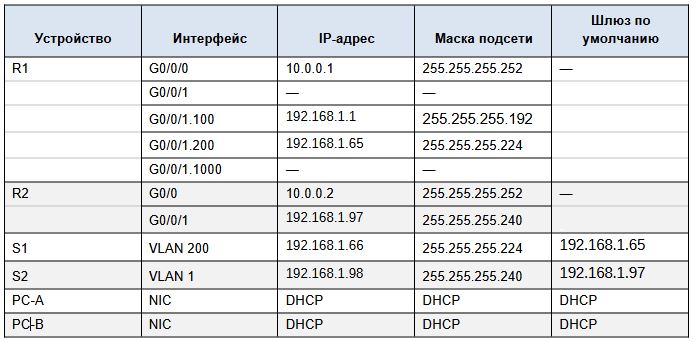 Устройство Интерфейс IP-адрес Маска подсети Шлюз по умолчанию
R1 G0/0/0 10.0.0.1 255.255.255.252 —
G0/0/1 — —
G0/0/1.100 192.168.1.1 255.255.255.192
G0/0/1.200 192.168.1.65 255.255.255.224
G0/0/1.1000 — —
R2 G0/0 10.0.0.2 255.255.255.252 —
G0/0/1 192.168.1.97 255.255.255.240
S1 VLAN 200 192.168.1.66 255.255.255.224 192.168.1.65
S2 VLAN 1 192.168.1.98 255.255.255.240 192.168.1.97
PC-A NIC DHCP DHCP DHCP
PC-B NIC DHCP DHCP DHCP